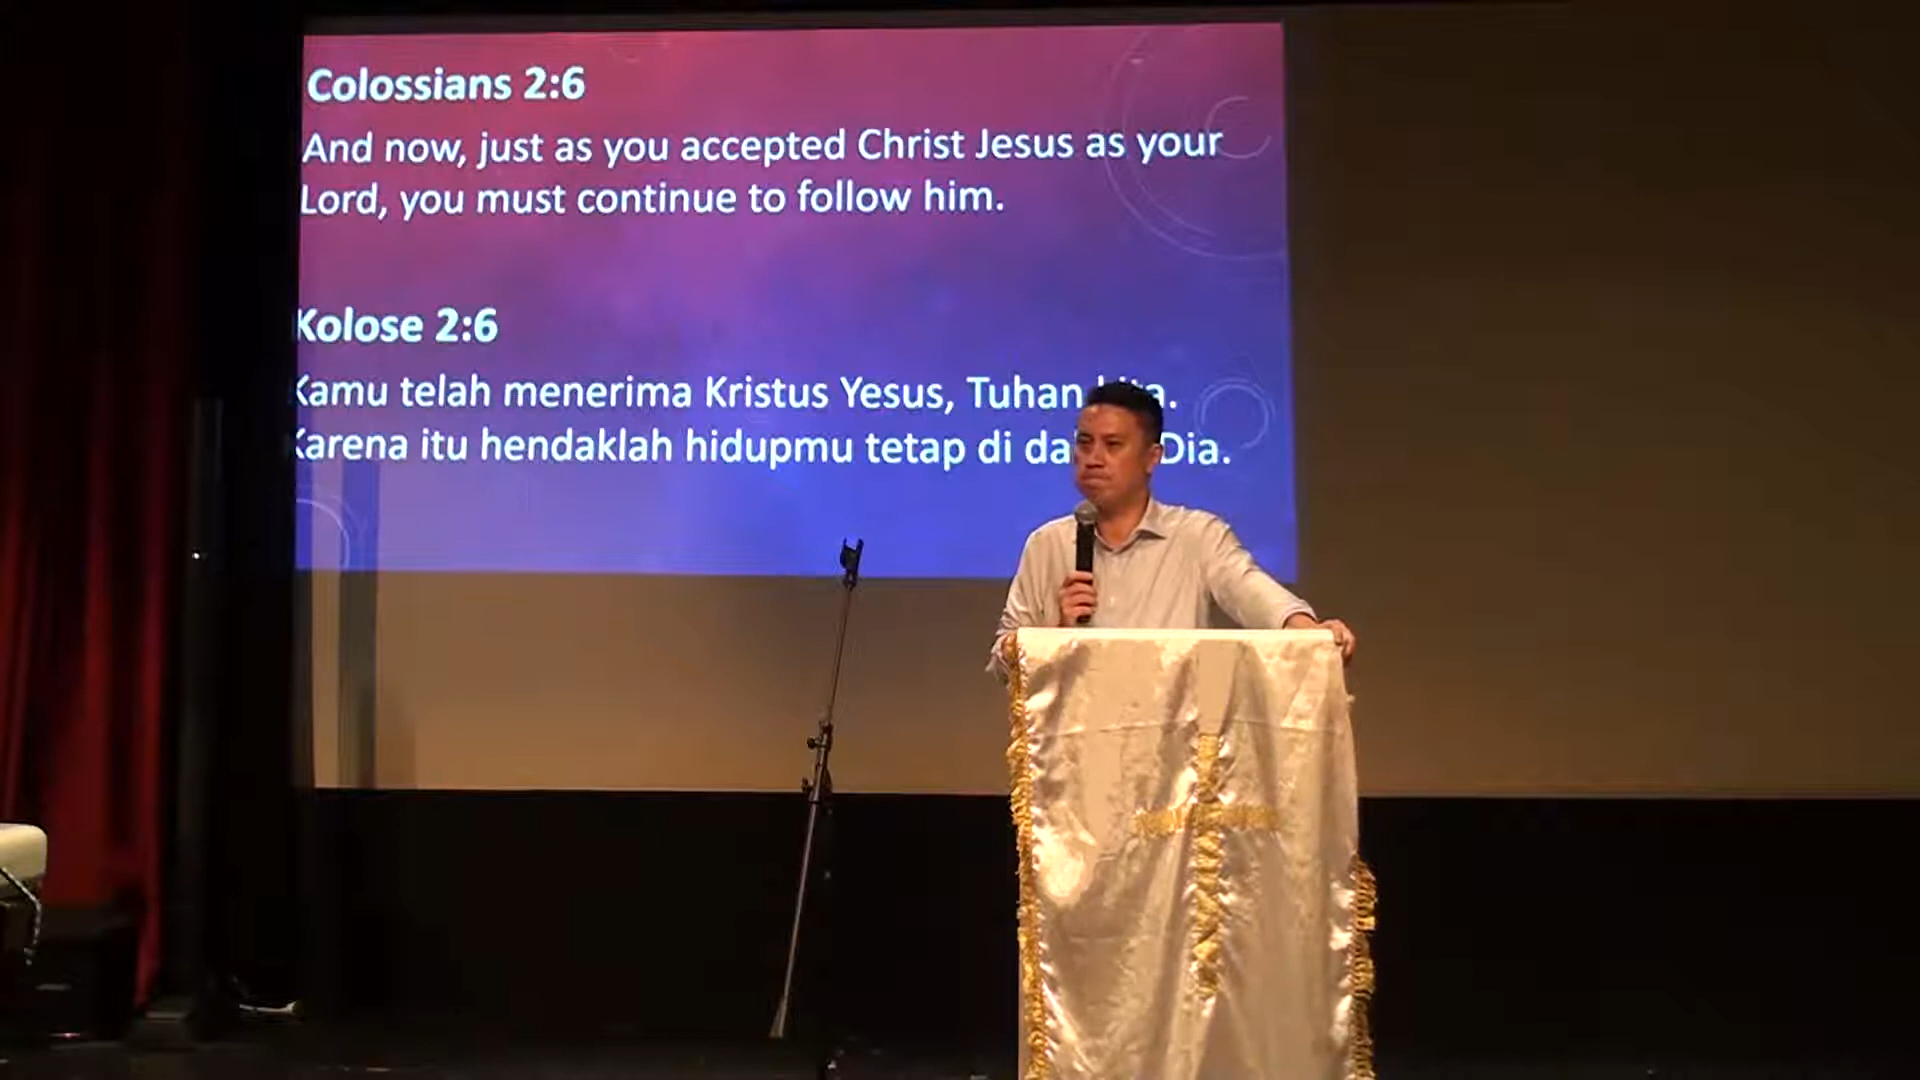 Colossians 2:6
And now, just as you accepted Christ Jesus as your
Lord, you must continue to follow him.
Kolose 2:6
Kamu telah menerima Kristus Yesus, Tuhan kita.
Karena itu hendaklah hidupmu tetap di Dia.